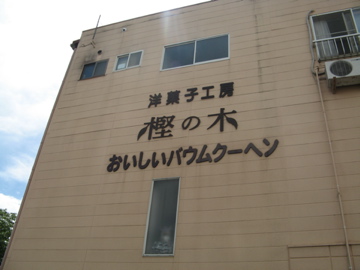 洋菓子工房
樫の木
おいしいバウムクーヘン